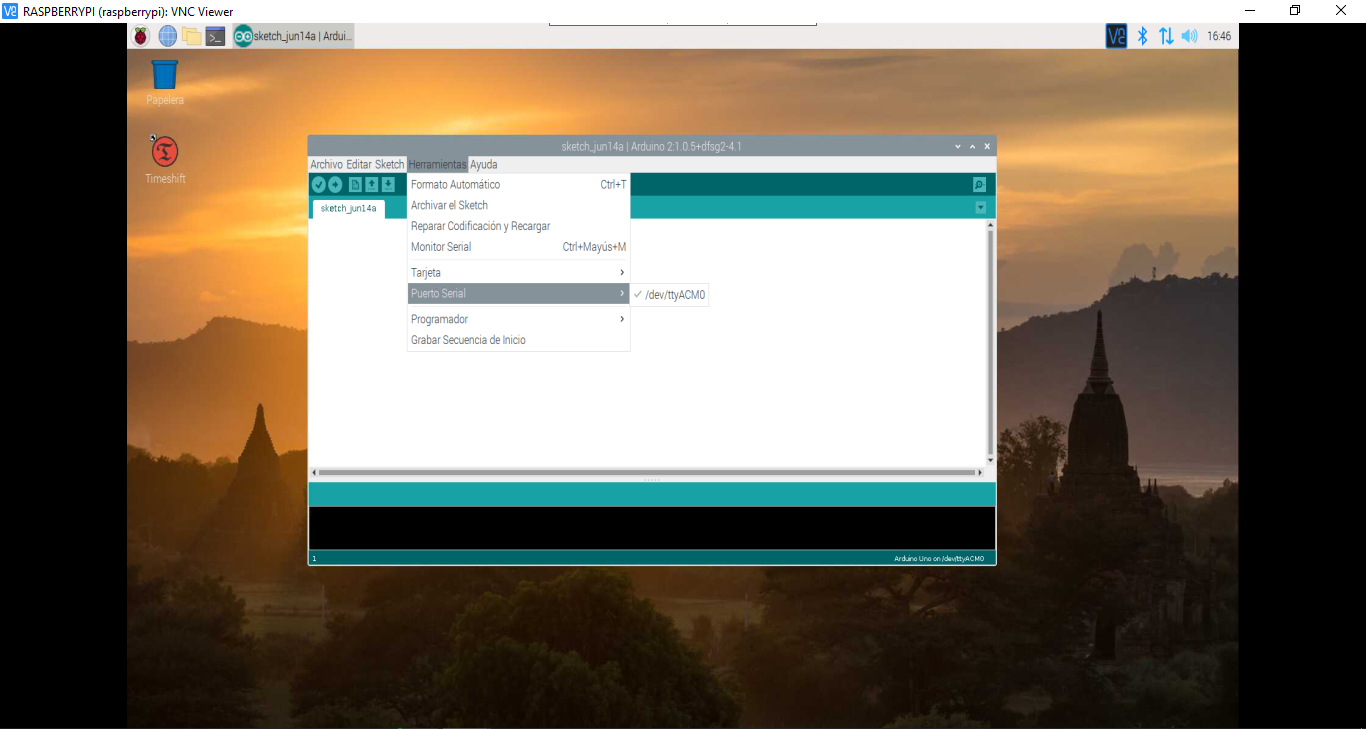 RASPBERRYPI (raspberrypi): VNC Viewer
sketch_jun14a | Ardui...
16:46
Papelera
Timeshift
sketch_jun14a | Arduino 2:1.0.5+dfsg2-4.1
Archivo Editar Sketch Herramientas Ayuda
Formato Automático Ctrl+T
sketch_jun14a
Archivar el Sketch
Reparar Codificación y Recargar
Monitor Serial Ctrl+Mayús+M
Tarjeta
Puerto Serial
/dev/ttyACM0
Programador
Grabar Secuencia de Inicio
1 Arduino Uno on /dev/ttyACM0